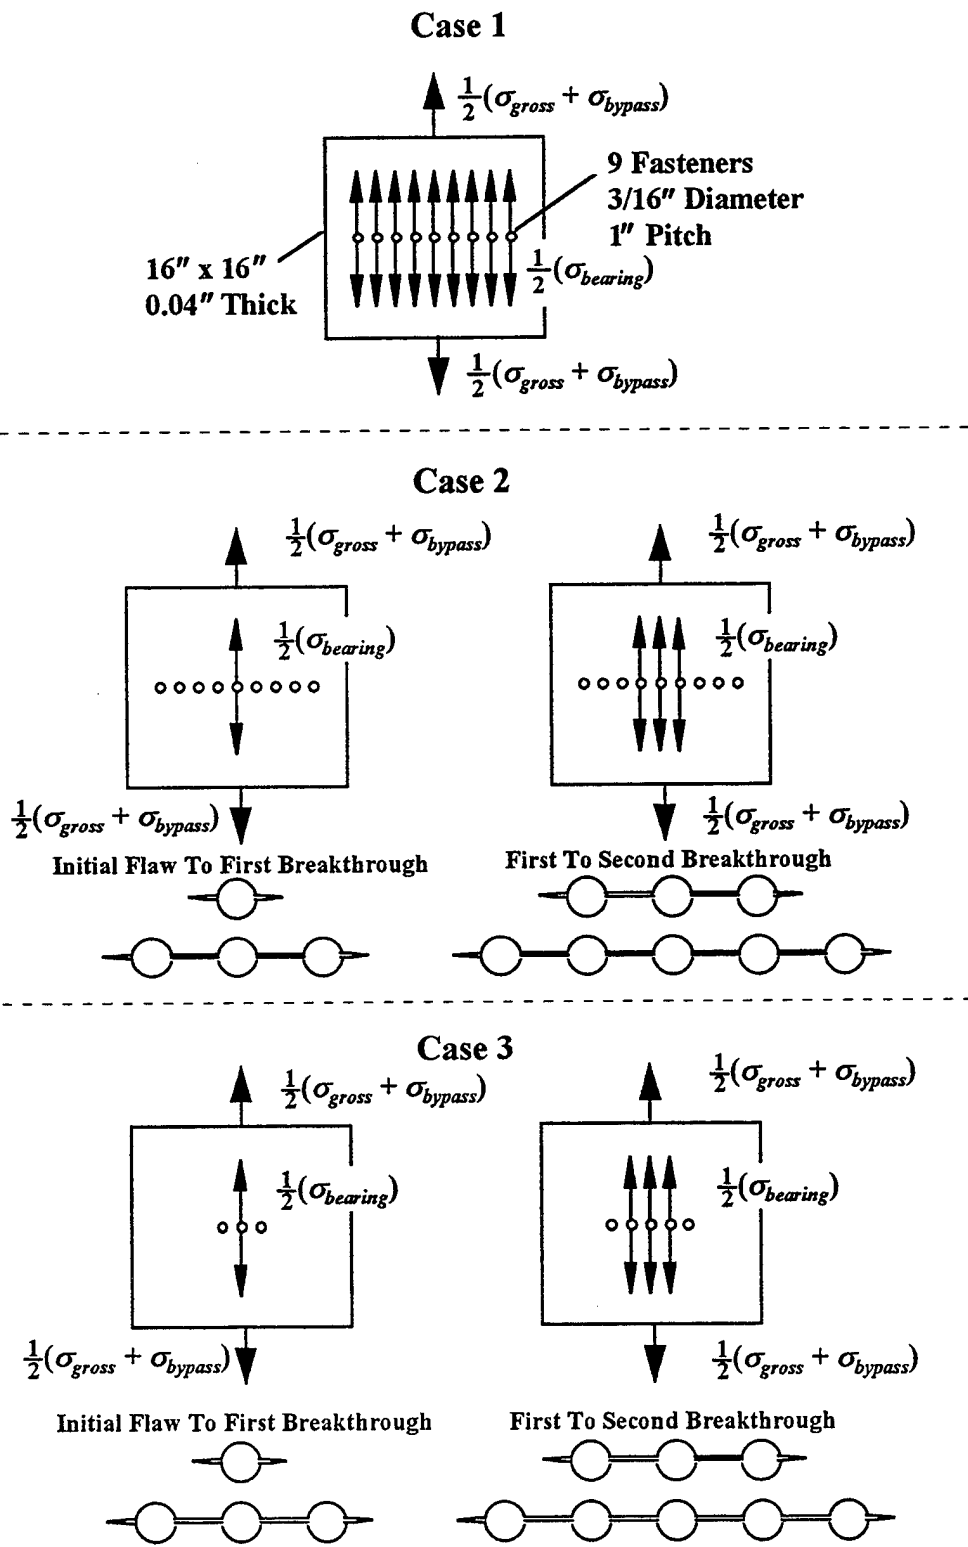 Case 1
1/2(σgross + σbypass)
9 Fasteners
3/16" Diameter
1" Pitch
16" x 16"
0.04" Thick
1/2(σbearing)
1/2(σgross + σbypass)
Case 2
1/2(σgross + σbypass)
1/2(σgross + σbypass)
1/2(σbearing)
1/2(σbearing)
1/2(σgross + σbypass)
1/2(σgross + σbypass)
Initial Flaw To First Breakthrough
First To Second Breakthrough
Case 3
1/2(σgross + σbypass)
1/2(σgross + σbypass)
1/2(σbearing)
1/2(σbearing)
1/2(σgross + σbypass)
1/2(σgross + σbypass)
Initial Flaw To First Breakthrough
First To Second Breakthrough